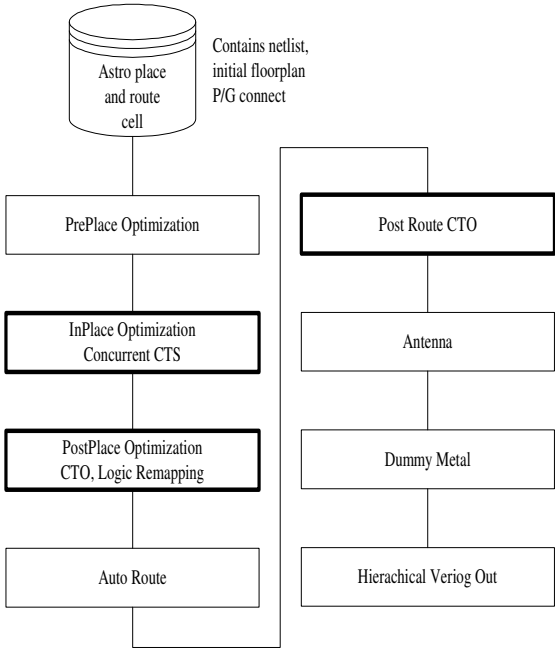 Astro place
and route
cell
Contains netlist,
initial floorplan
P/G connect
PrePlace Optimization
InPlace Optimization
Concurrent CTS
PostPlace Optimization
CTO, Logic Remapping
Auto Route
Post Route CTO
Antenna
Dummy Metal
Hierachical Veriog Out